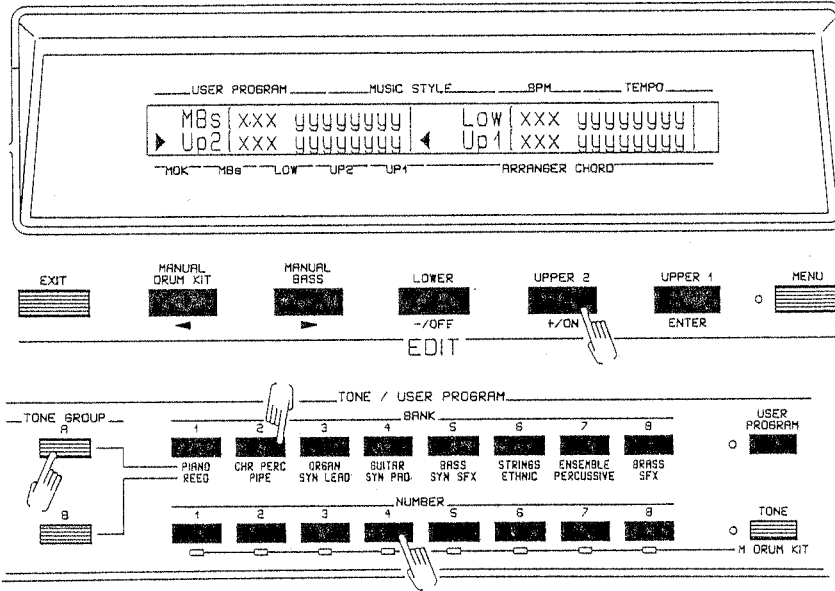 USER PROGRAM MUSIC STYLE BPM TEMPO
MBs xxx yyyyyyyy Low xxx yyyyyyyy
Up2 xxx yyyyyyyy Up1 xxx yyyyyyyy
MDK MBs LOW UP2 UP1 ARRANGER CHORD
EXIT MANUAL DRUM KIT MANUAL BASS LOWER UPPER 2 UPPER 1 MENU
-/OFF +/ON ENTER
EDIT
TONE / USER PROGRAM
TONE GROUP BANK USER PROGRAM
A 1 2 3 4 5 6 7 8
PIANO CHR PERC ORGAN GUITAR BASS STRINGS ENSEMBLE BRASS
REED PIPE SYN LEAD SYN PAD SYN SFX ETHNIC PERCUSSIVE SFX
NUMBER
B 1 2 3 4 5 6 7 8 TONE
M DRUM KIT